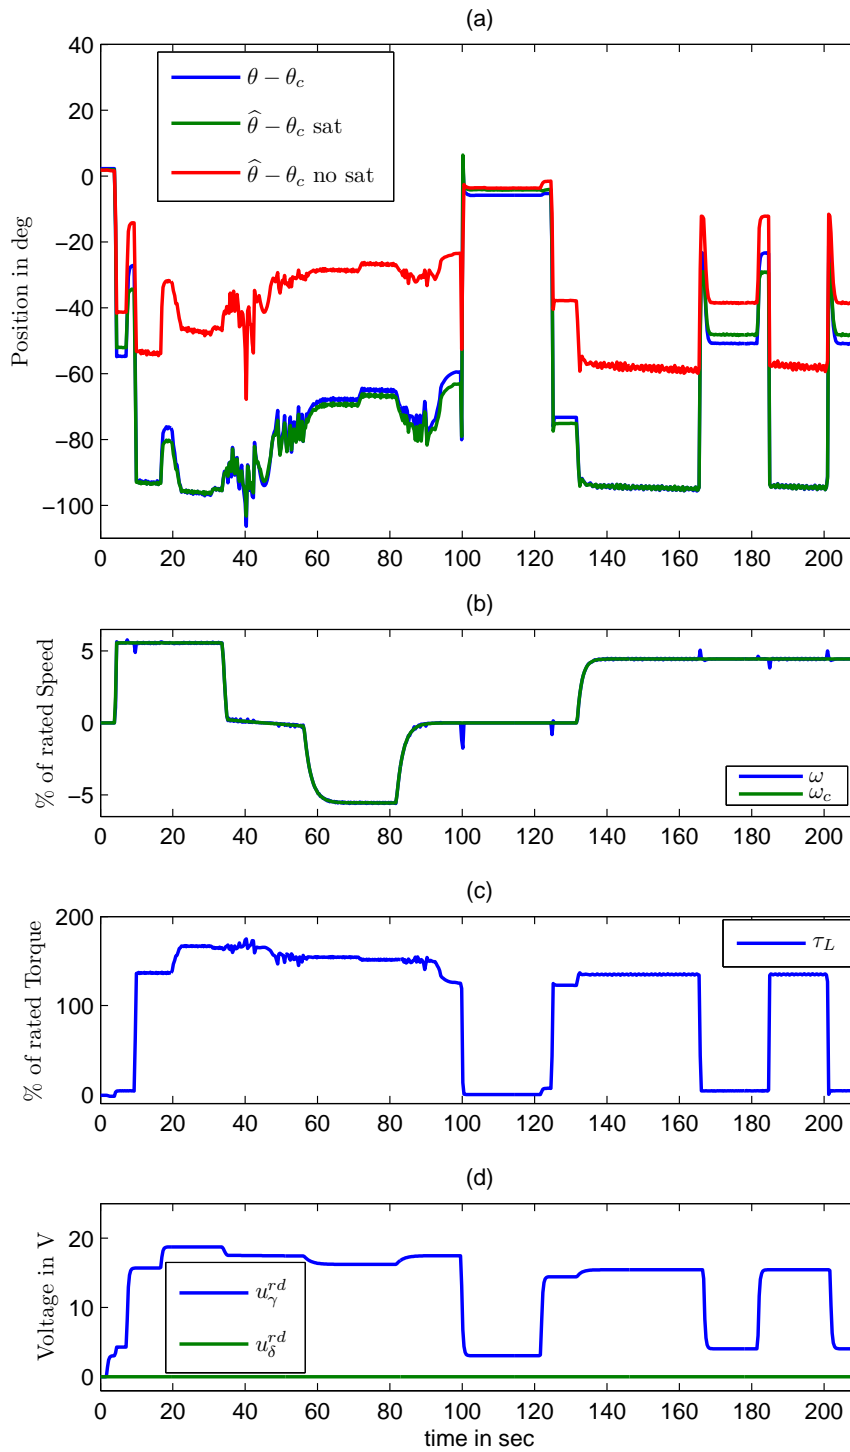 (a)
40
20
0
−20
−40
−60
−80
−100
Position in deg
θ − θ_c
θ̂ − θ_c sat
θ̂ − θ_c no sat
0 20 40 60 80 100 120 140 160 180 200
(b)
5
0
−5
% of rated Speed
ω
ω_c
0 20 40 60 80 100 120 140 160 180 200
(c)
200
100
0
% of rated Torque
τ_L
0 20 40 60 80 100 120 140 160 180 200
(d)
20
10
0
Voltage in V
u_γ^{rd}
u_δ^{rd}
0 20 40 60 80 100 120 140 160 180 200
time in sec